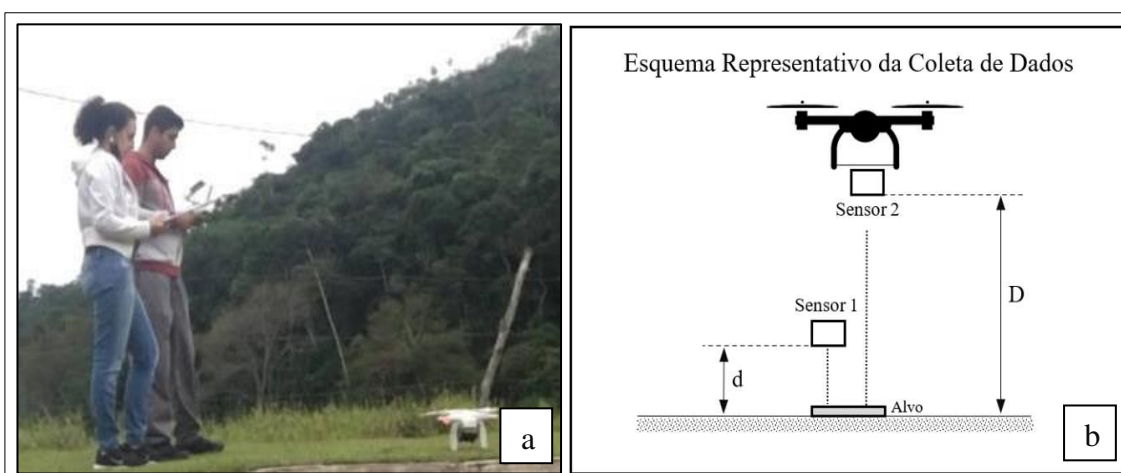 a
Esquema Representativo da Coleta de Dados
Sensor 2
D
Sensor 1
d
Alvo
b